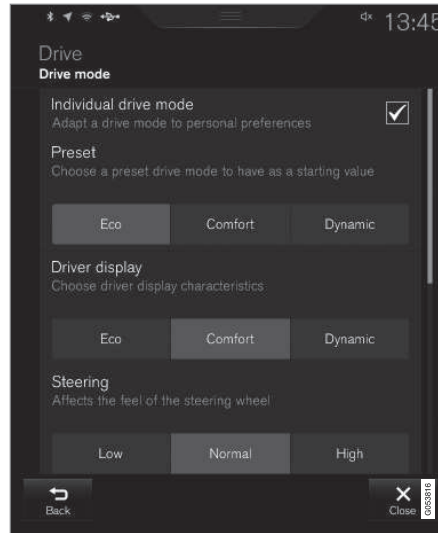 13:45
Drive
Drive mode
Individual drive mode
Adapt a drive mode to personal preferences
Preset
Choose a preset drive mode to have as a starting value
Eco Comfort Dynamic
Driver display
Choose driver display characteristics
Eco Comfort Dynamic
Steering
Affects the feel of the steering wheel
Low Normal High
Back Close
G053816